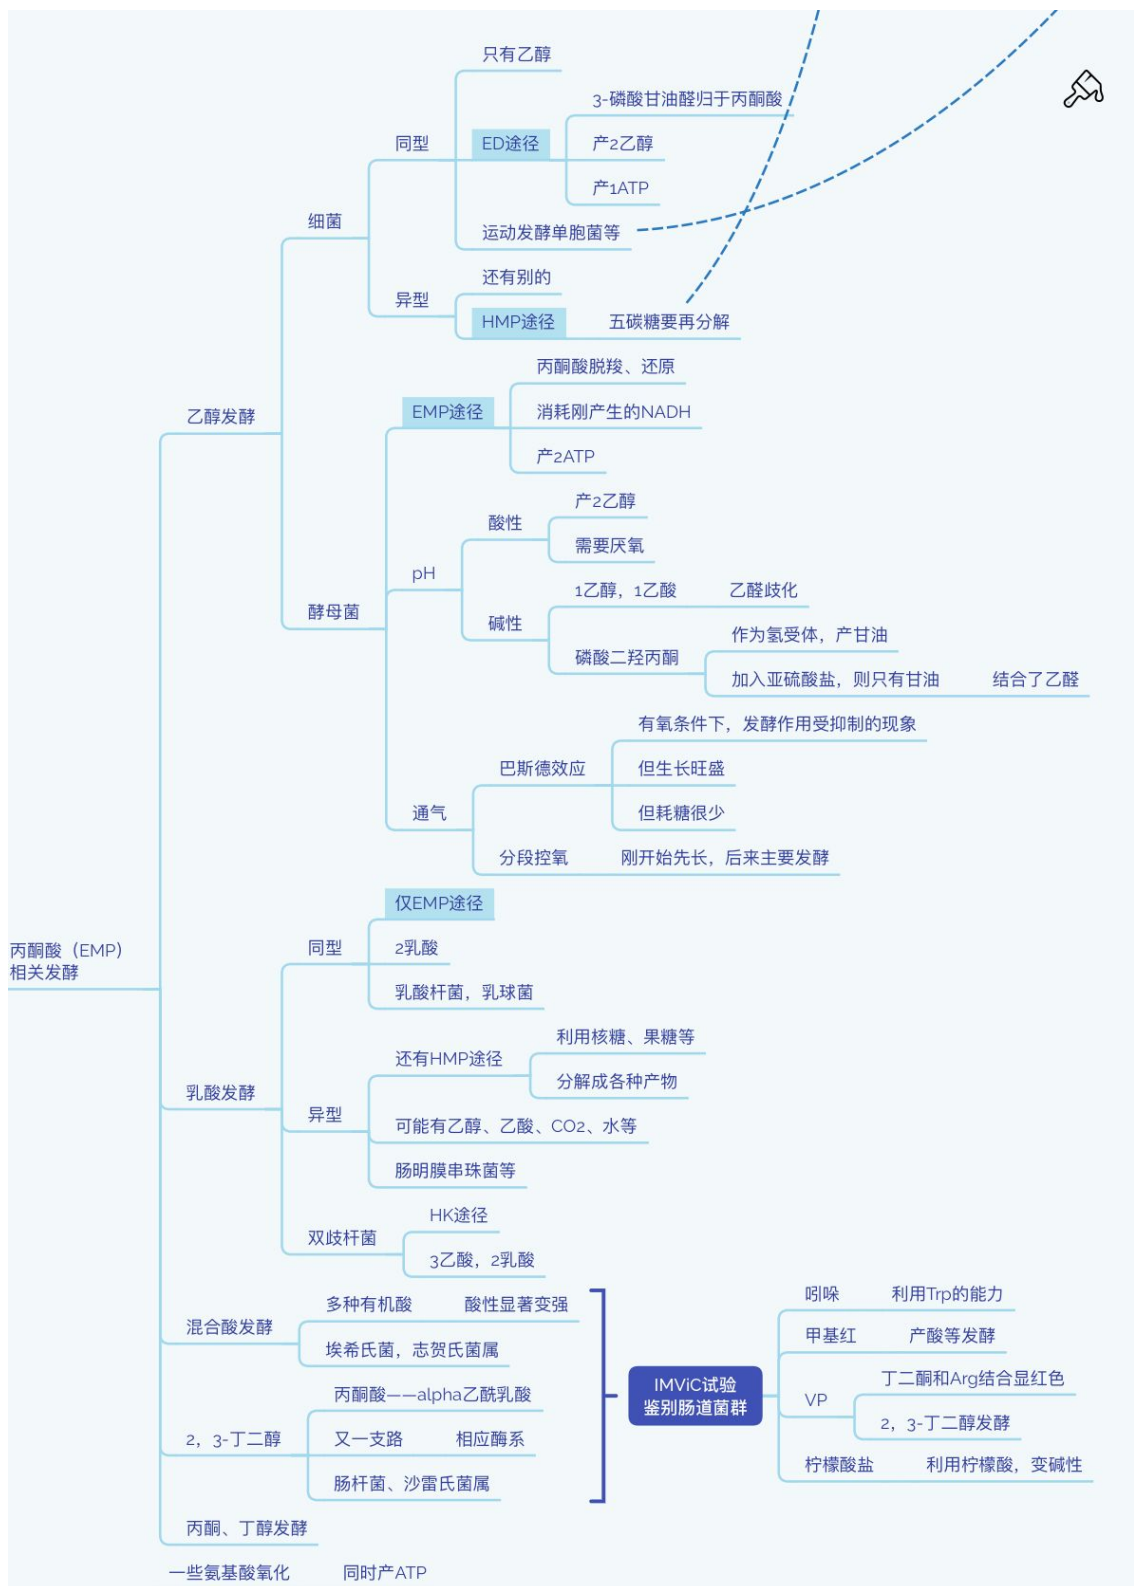 只有乙醇
3-磷酸甘油醛归于丙酮酸
同型
ED途径
产2乙醇
产1ATP
细菌
运动发酵单胞菌等
还有别的
异型
HMP途径
五碳糖要再分解
丙酮酸脱羧、还原
乙醇发酵
EMP途径
消耗刚产生的NADH
产2ATP
产2乙醇
酸性
需要厌氧
pH
1乙醇，1乙酸
乙醛歧化
酵母菌
碱性
作为氢受体，产甘油
磷酸二羟丙酮
加入亚硫酸盐，则只有甘油
结合了乙醛
有氧条件下，发酵作用受抑制的现象
巴斯德效应
但生长旺盛
通气
但耗糖很少
分段控氧
刚开始先长，后来主要发酵
仅EMP途径
丙酮酸（EMP）
相关发酵
同型
2乳酸
乳酸杆菌，乳球菌
利用核糖、果糖等
还有HMP途径
分解成各种产物
乳酸发酵
异型
可能有乙醇、乙酸、CO2、水等
肠明膜串珠菌等
HK途径
双歧杆菌
3乙酸，2乳酸
多种有机酸
酸性显著变强
混合酸发酵
埃希氏菌，志贺氏菌属
丙酮酸——alpha乙酰乳酸
2，3-丁二醇
又一支路
相应酶系
肠杆菌、沙雷氏菌属
IMViC试验
鉴别肠道菌群
吲哚
利用Trp的能力
甲基红
产酸等发酵
丁二酮和Arg结合显红色
VP
2，3-丁二醇发酵
柠檬酸盐
利用柠檬酸，变碱性
丙酮、丁醇发酵
一些氨基酸氧化
同时产ATP